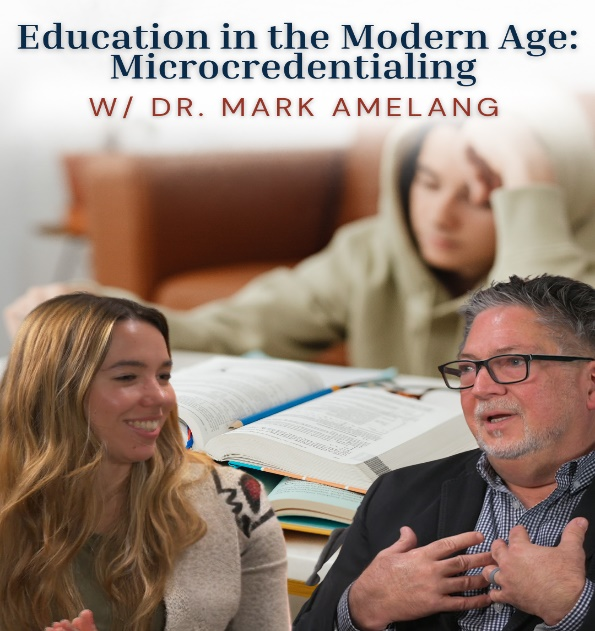 Education in the Modern Age:
Microcredentialing
W/ DR. MARK AMELANG